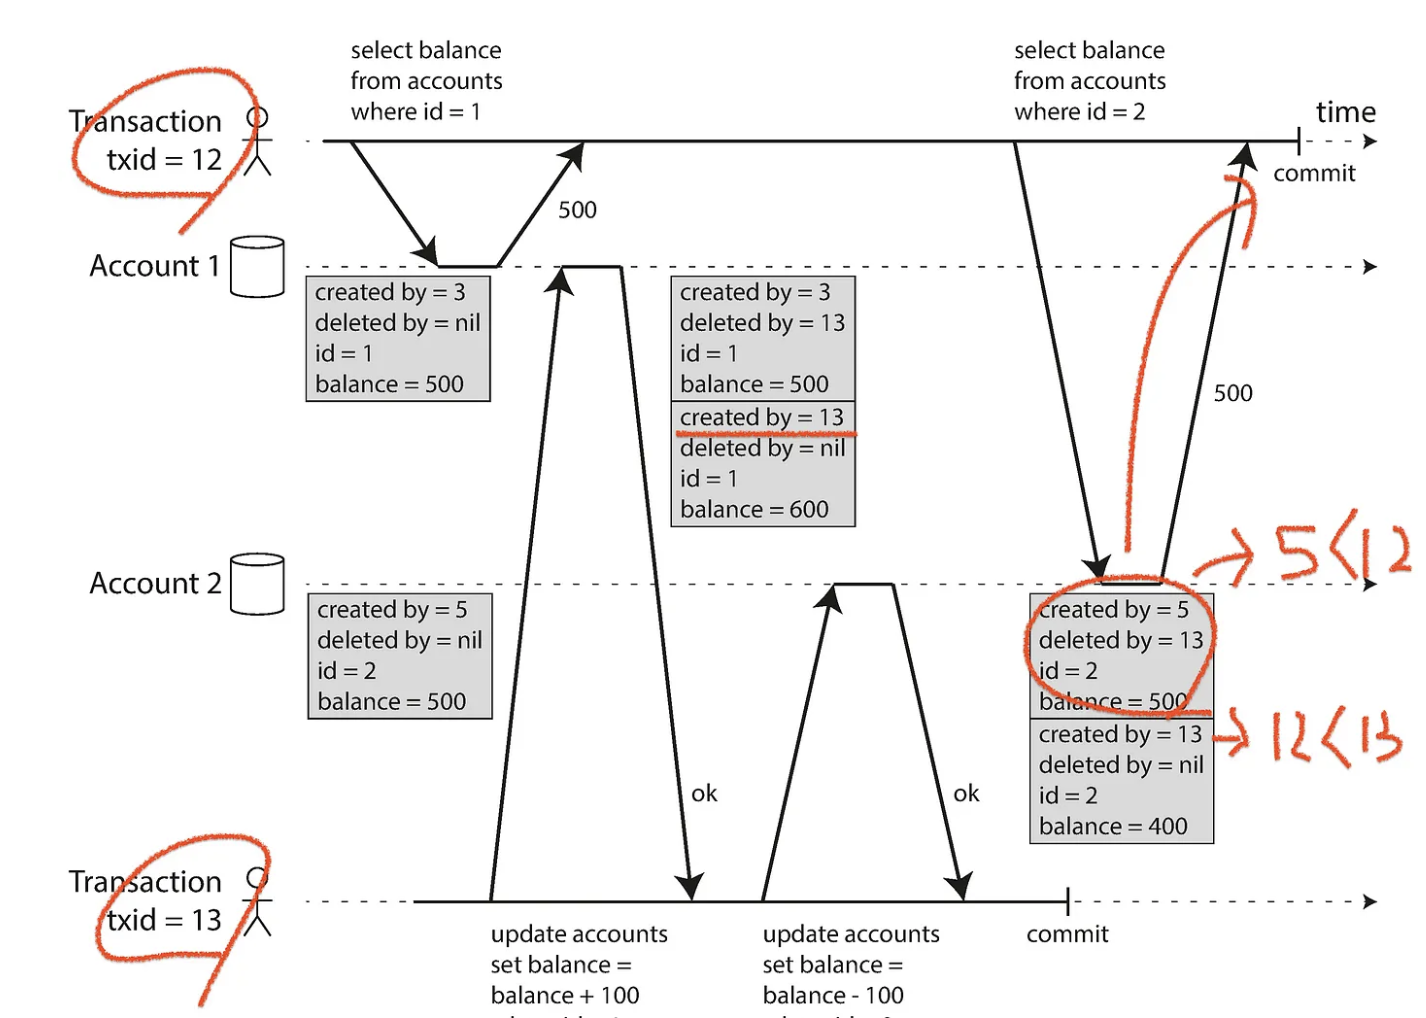 select balance
from accounts
where id = 1
select balance
from accounts
where id = 2
time
Transaction
txid = 12
commit
500
Account 1
created by = 3
deleted by = nil
id = 1
balance = 500
created by = 3
deleted by = 13
id = 1
balance = 500
created by = 13
deleted by = nil
id = 1
balance = 600
500
5<12
Account 2
created by = 5
deleted by = nil
id = 2
balance = 500
created by = 5
deleted by = 13
id = 2
balance = 500
12<13
created by = 13
deleted by = nil
id = 2
balance = 400
ok
ok
Transaction
txid = 13
update accounts
set balance =
balance + 100
update accounts
set balance =
balance - 100
commit